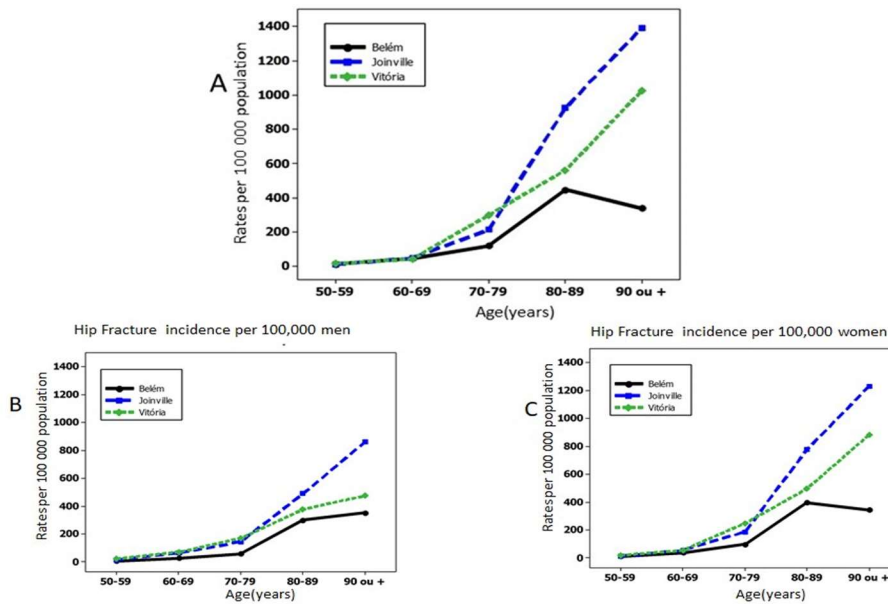 A
Rates per 100 000 population
1400
1200
1000
800
600
400
200
0
Belém
Joinville
Vitória
50-59 60-69 70-79 80-89 90 ou +
Age(years)
Hip Fracture incidence per 100,000 men
B
Rates per 100 000 population
1400
1200
1000
800
600
400
200
0
Belém
Joinville
Vitória
50-59 60-69 70-79 80-89 90 ou +
Age(years)
Hip Fracture incidence per 100,000 women
C
Rates per 100 000 population
1400
1200
1000
800
600
400
200
0
Belém
Joinville
Vitória
50-59 60-69 70-79 80-89 90 ou +
Age(years)